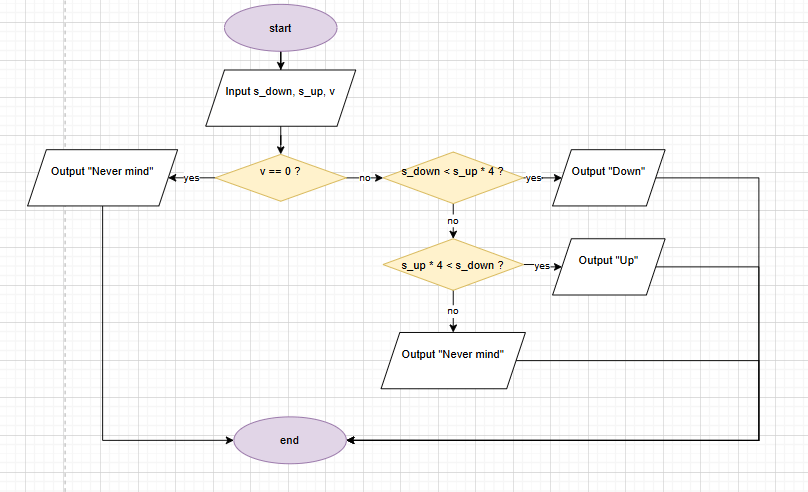 start
Input s_down, s_up, v
v == 0 ?
yes
Output "Never mind"
no
s_down < s_up * 4 ?
yes
Output "Down"
no
s_up * 4 < s_down ?
yes
Output "Up"
no
Output "Never mind"
end